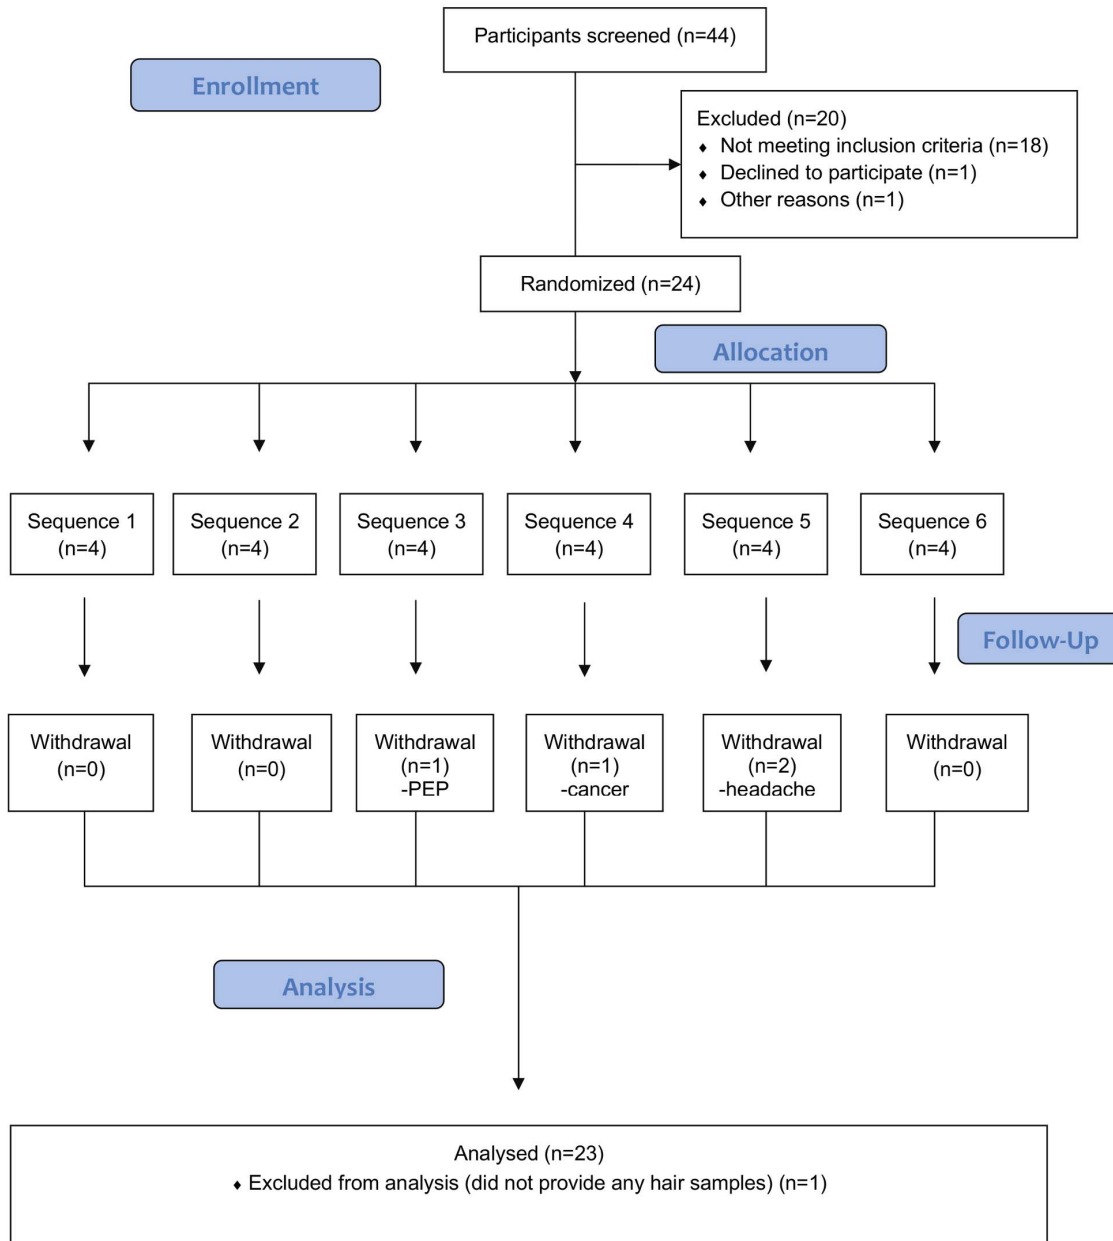 Participants screened (n=44)
Enrollment
Excluded (n=20)
♦ Not meeting inclusion criteria (n=18)
♦ Declined to participate (n=1)
♦ Other reasons (n=1)
Randomized (n=24)
Allocation
Sequence 1
(n=4)
Sequence 2
(n=4)
Sequence 3
(n=4)
Sequence 4
(n=4)
Sequence 5
(n=4)
Sequence 6
(n=4)
Follow-Up
Withdrawal
(n=0)
Withdrawal
(n=0)
Withdrawal
(n=1)
-PEP
Withdrawal
(n=1)
-cancer
Withdrawal
(n=2)
-headache
Withdrawal
(n=0)
Analysis
Analysed (n=23)
♦ Excluded from analysis (did not provide any hair samples) (n=1)